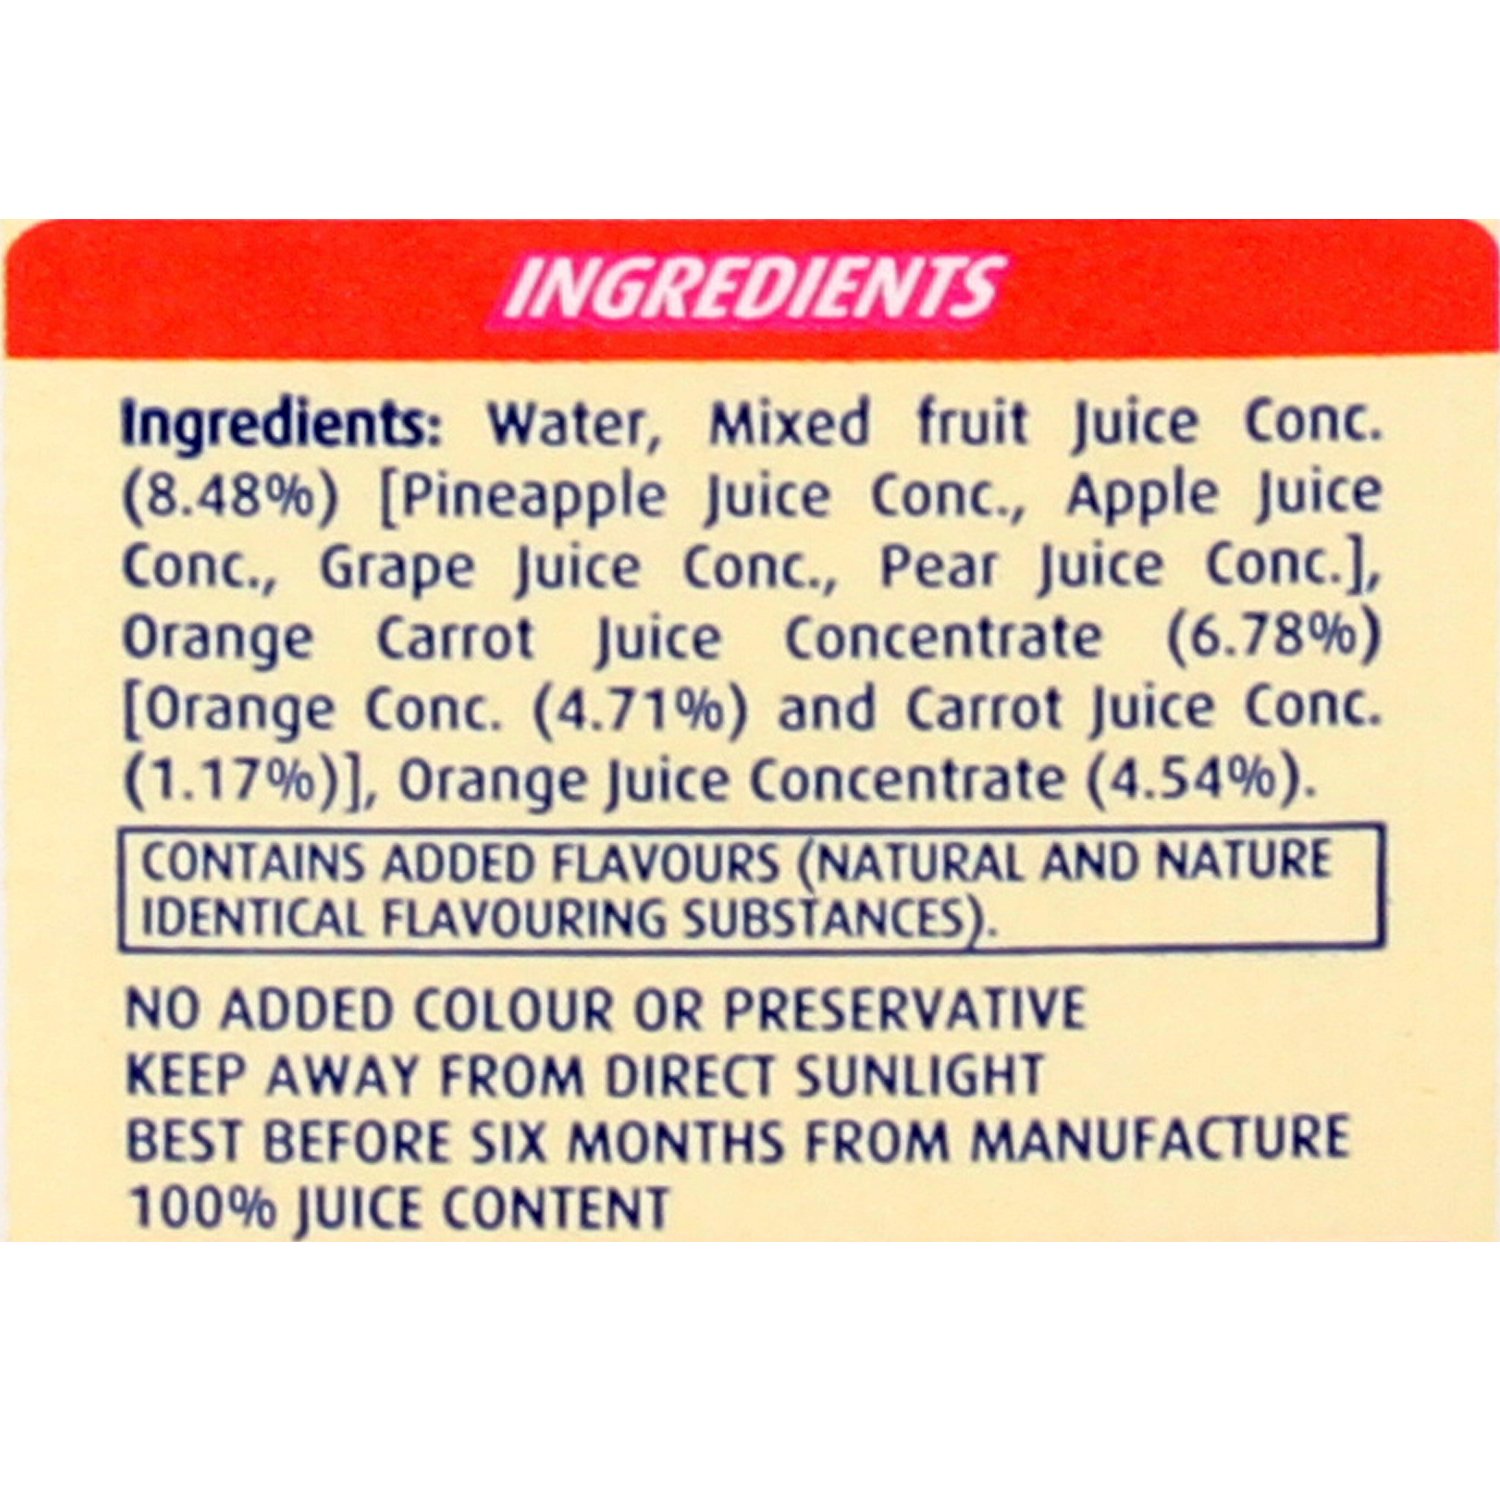 INGREDIENTS
Ingredients: Water, Mixed fruit Juice Conc.
(8.48%) [Pineapple Juice Conc., Apple Juice
Conc., Grape Juice Conc., Pear Juice Conc.],
Orange Carrot Juice Concentrate (6.78%)
[Orange Conc. (4.71%) and Carrot Juice Conc.
(1.17%)], Orange Juice Concentrate (4.54%).
CONTAINS ADDED FLAVOURS (NATURAL AND NATURE
IDENTICAL FLAVOURING SUBSTANCES).
NO ADDED COLOUR OR PRESERVATIVE
KEEP AWAY FROM DIRECT SUNLIGHT
BEST BEFORE SIX MONTHS FROM MANUFACTURE
100% JUICE CONTENT